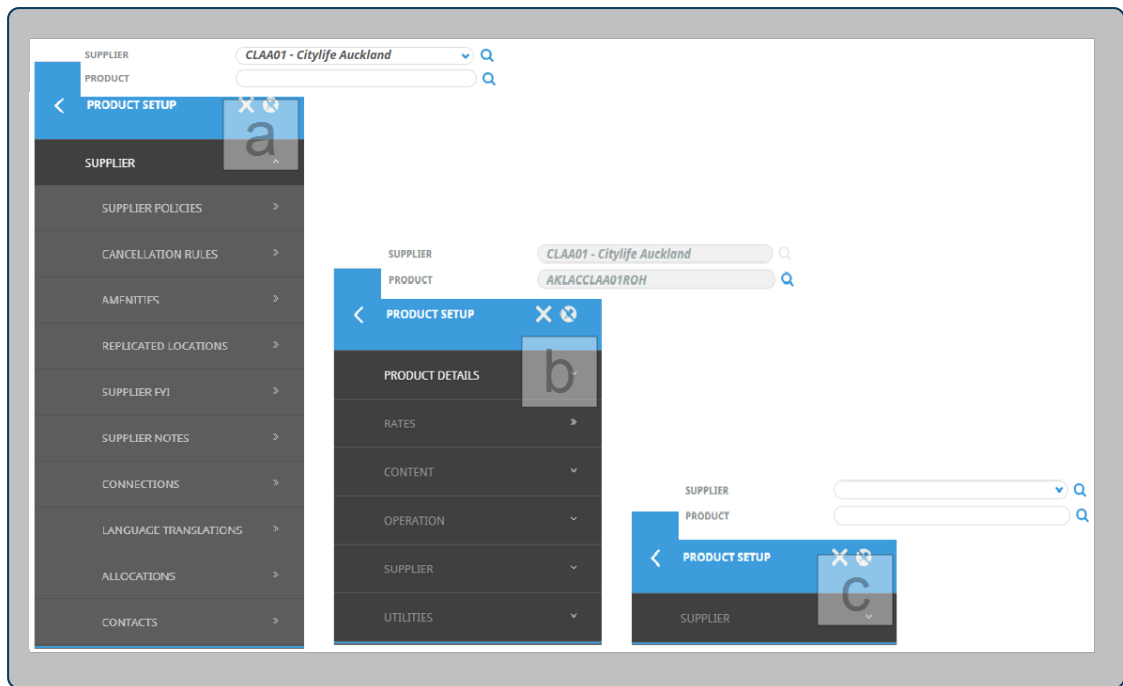 SUPPLIER CLAA01 - Citylife Auckland
PRODUCT
PRODUCT SETUP
a
SUPPLIER
SUPPLIER POLICIES
CANCELLATION RULES
AMENITIES
REPLICATED LOCATIONS
SUPPLIER FYI
SUPPLIER NOTES
CONNECTIONS
LANGUAGE TRANSLATIONS
ALLOCATIONS
CONTACTS
SUPPLIER CLAA01 - Citylife Auckland
PRODUCT AKLACCLAA01ROH
PRODUCT SETUP
b
PRODUCT DETAILS
RATES
CONTENT
OPERATION
SUPPLIER
UTILITIES
SUPPLIER
PRODUCT
PRODUCT SETUP
c
SUPPLIER